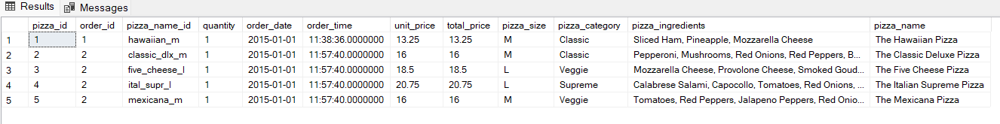 Results Messages
pizza_id order_id pizza_name_id quantity order_date order_time unit_price total_price pizza_size pizza_category pizza_ingredients pizza_name
1 1 1 hawaiian_m 1 2015-01-01 11:38:36.0000000 13.25 13.25 M Classic Sliced Ham, Pineapple, Mozzarella Cheese The Hawaiian Pizza
2 2 2 classic_dlx_m 1 2015-01-01 11:57:40.0000000 16 16 M Classic Pepperoni, Mushrooms, Red Onions, Red Peppers, B... The Classic Deluxe Pizza
3 3 2 five_cheese_l 1 2015-01-01 11:57:40.0000000 18.5 18.5 L Veggie Mozzarella Cheese, Provolone Cheese, Smoked Goud... The Five Cheese Pizza
4 4 2 ital_supr_l 1 2015-01-01 11:57:40.0000000 20.75 20.75 L Supreme Calabrese Salami, Capocollo, Tomatoes, Red Onions, ... The Italian Supreme Pizza
5 5 2 mexicana_m 1 2015-01-01 11:57:40.0000000 16 16 M Veggie Tomatoes, Red Peppers, Jalapeno Peppers, Red Onio... The Mexicana Pizza